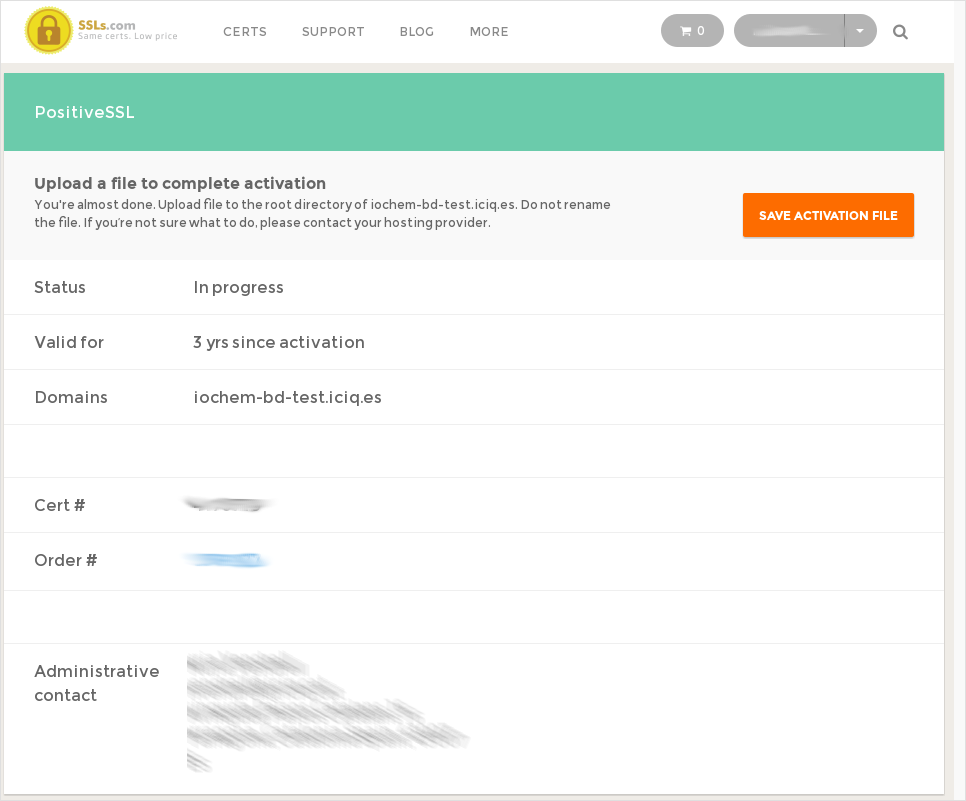 SSLs.com
Same certs. Low price
CERTS SUPPORT BLOG MORE 0
PositiveSSL
Upload a file to complete activation
You're almost done. Upload file to the root directory of iochem-bd-test.iciq.es. Do not rename
the file. If you're not sure what to do, please contact your hosting provider.
SAVE ACTIVATION FILE
Status In progress
Valid for 3 yrs since activation
Domains iochem-bd-test.iciq.es
Cert #
Order #
Administrative
contact